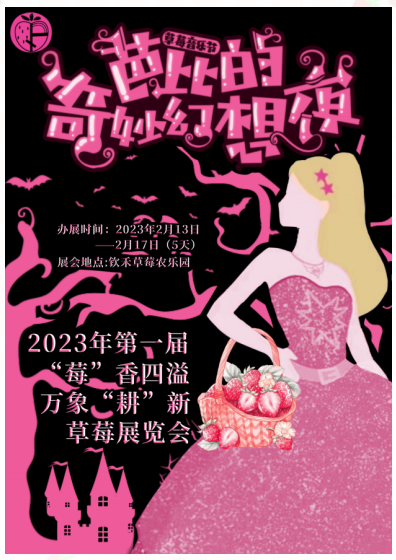 草莓音乐节
芭比的
奇妙幻想夜
办展时间：2023年2月13日
——2月17日（5天）
展会地点:钦禾草莓农乐园
2023年第一届
“莓”香四溢
万象“耕”新
草莓展览会